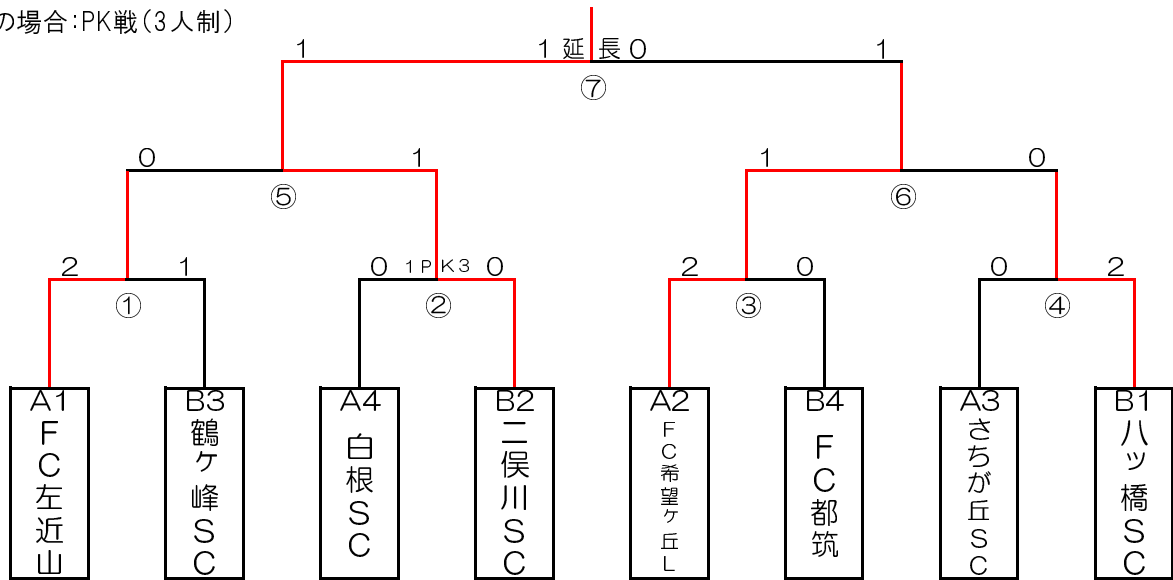 の場合:PK戦(3人制)
1 1 延長 0 1
⑦
0 1 1 0
⑤ ⑥
2 1 0 1PK3 0 2 0 0 2
① ② ③ ④
A1 B3 A4 B2 A2 B4 A3 B1
FC左近山
鶴ヶ峰SC
白根SC
二俣川SC
FC希望ヶ丘L
FC都筑
さちが丘SC
八ッ橋SC